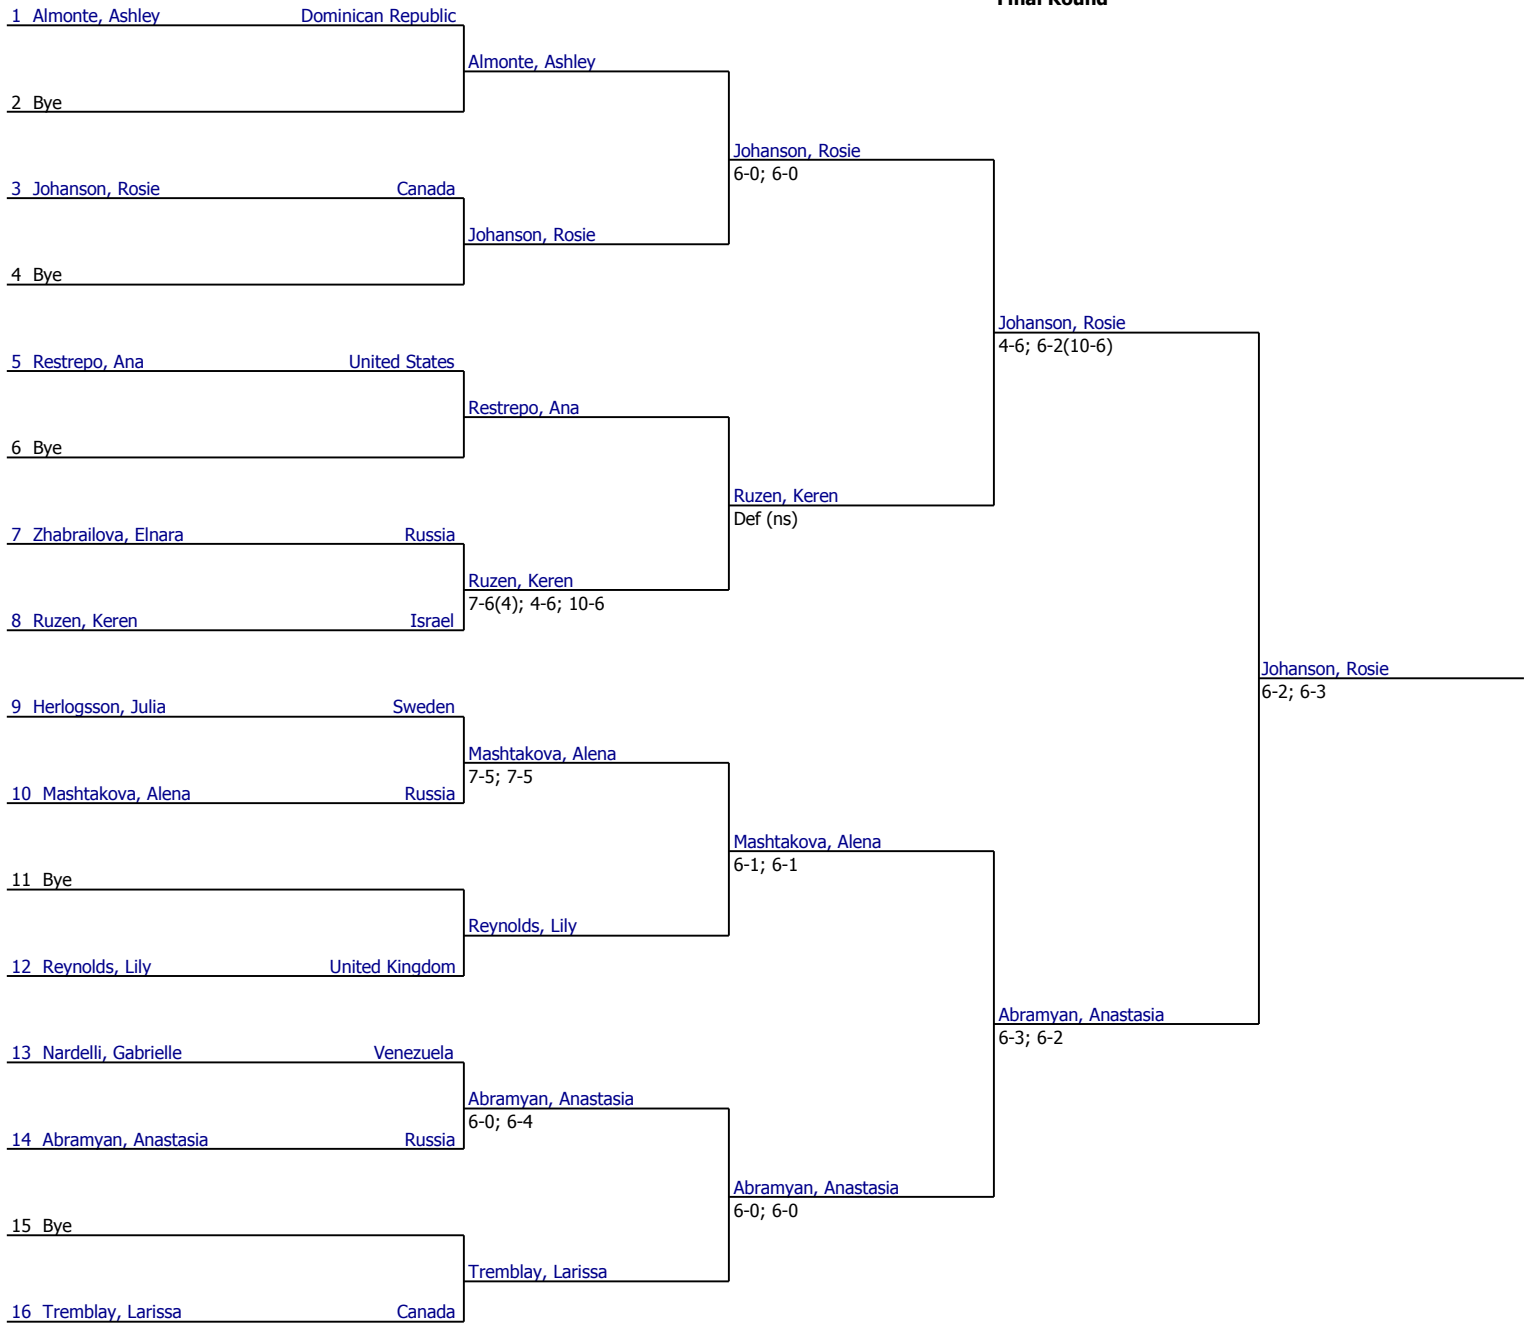 Final Round
1 Almonte, Ashley Dominican Republic
Almonte, Ashley
2 Bye
Johanson, Rosie
6-0; 6-0
3 Johanson, Rosie Canada
Johanson, Rosie
4 Bye
Johanson, Rosie
4-6; 6-2(10-6)
5 Restrepo, Ana United States
Restrepo, Ana
6 Bye
Ruzen, Keren
Def (ns)
7 Zhabrailova, Elnara Russia
Ruzen, Keren
7-6(4); 4-6; 10-6
8 Ruzen, Keren Israel
Johanson, Rosie
6-2; 6-3
9 Herlogsson, Julia Sweden
Mashtakova, Alena
7-5; 7-5
10 Mashtakova, Alena Russia
Mashtakova, Alena
6-1; 6-1
11 Bye
Reynolds, Lily
12 Reynolds, Lily United Kingdom
Abramyan, Anastasia
6-3; 6-2
13 Nardelli, Gabrielle Venezuela
Abramyan, Anastasia
6-0; 6-4
14 Abramyan, Anastasia Russia
Abramyan, Anastasia
6-0; 6-0
15 Bye
Tremblay, Larissa
16 Tremblay, Larissa Canada